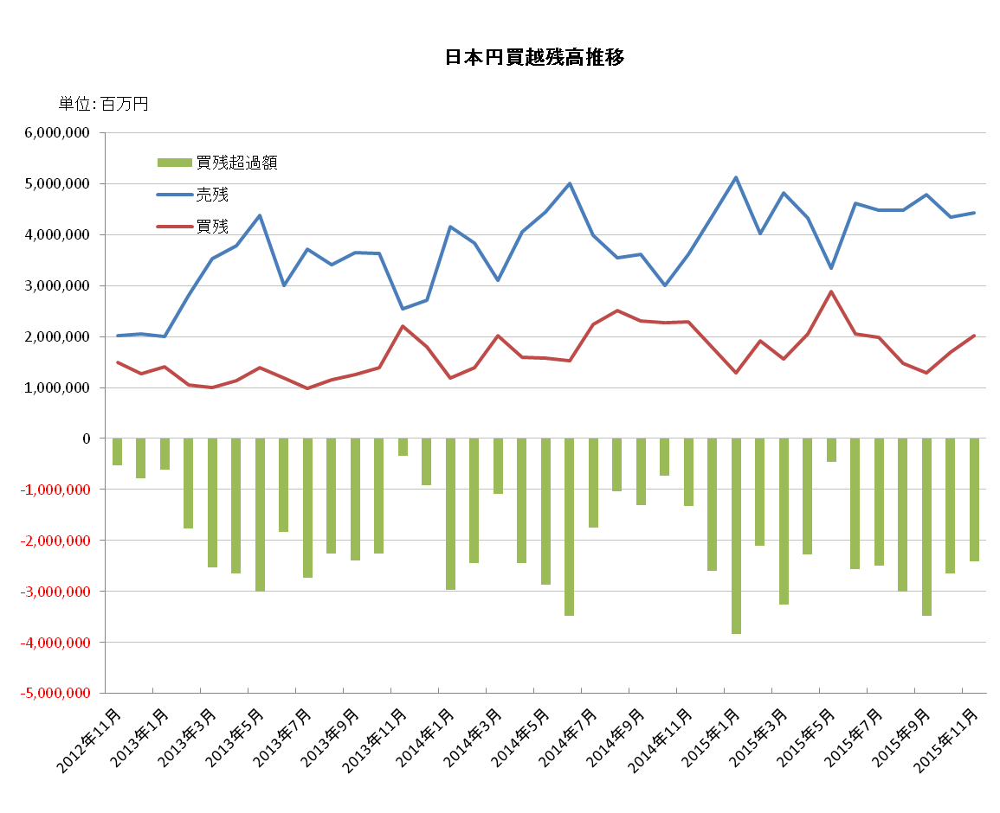 日本円買越残高推移
単位：百万円
6,000,000
5,000,000
4,000,000
3,000,000
2,000,000
1,000,000
0
-1,000,000
-2,000,000
-3,000,000
-4,000,000
-5,000,000
買残超過額
売残
買残
2012年11月
2013年1月
2013年3月
2013年5月
2013年7月
2013年9月
2013年11月
2014年1月
2014年3月
2014年5月
2014年7月
2014年9月
2014年11月
2015年1月
2015年3月
2015年5月
2015年7月
2015年9月
2015年11月